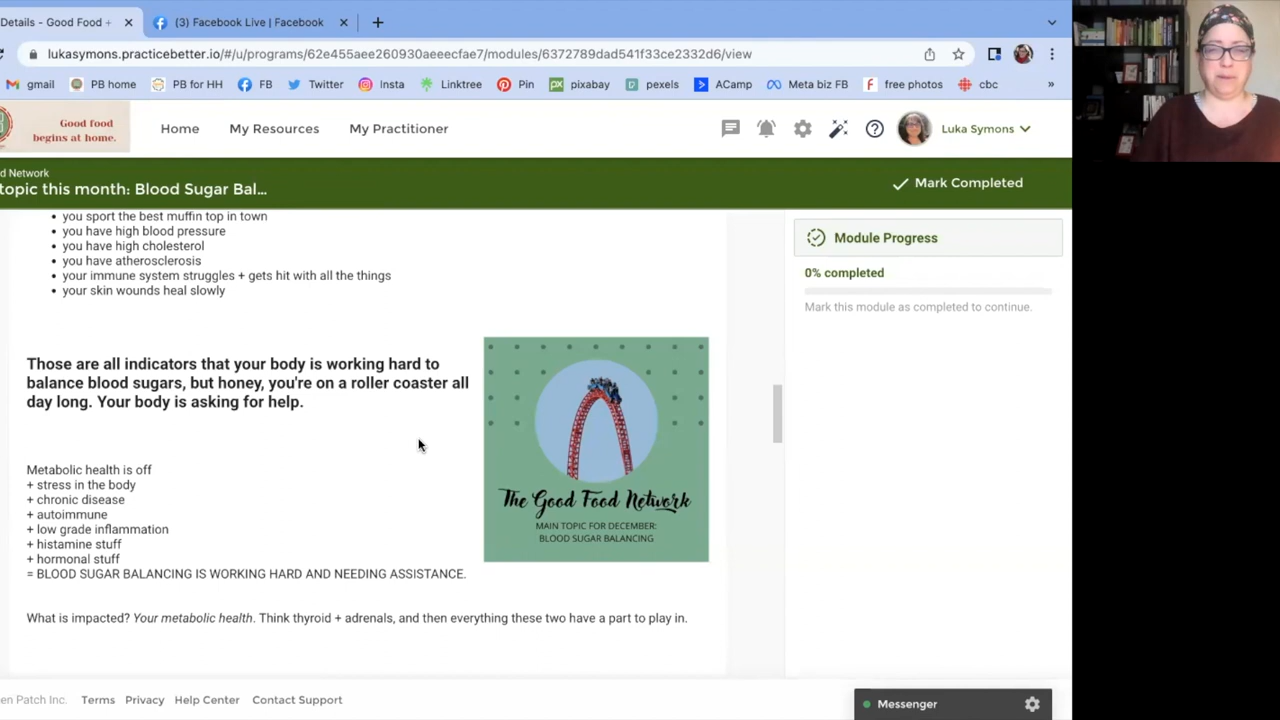 Details - Good Food +
(3) Facebook Live | Facebook
lukasymons.practicebetter.io/#/u/programs/62e455aee260930aeeecfae7/modules/6372789dad541f33ce2332d6/view
gmail
PB home
PB for HH
FB
Twitter
Insta
Linktree
Pin
px
pixabay
pexels
ACamp
Meta biz FB
free photos
cbc
»
Good food
begins at home.
Home
My Resources
My Practitioner
Luka Symons
d Network
topic this month: Blood Sugar Bal...
Mark Completed
• you sport the best muffin top in town
• you have high blood pressure
• you have high cholesterol
• you have atherosclerosis
• your immune system struggles + gets hit with all the things
• your skin wounds heal slowly
Module Progress
0% completed
Mark this module as completed to continue.
Those are all indicators that your body is working hard to
balance blood sugars, but honey, you're on a roller coaster all
day long. Your body is asking for help.
The Good Food Network
MAIN TOPIC FOR DECEMBER:
BLOOD SUGAR BALANCING
Metabolic health is off
+ stress in the body
+ chronic disease
+ autoimmune
+ low grade inflammation
+ histamine stuff
+ hormonal stuff
= BLOOD SUGAR BALANCING IS WORKING HARD AND NEEDING ASSISTANCE.
What is impacted? Your metabolic health. Think thyroid + adrenals, and then everything these two have a part to play in.
en Patch Inc.
Terms
Privacy
Help Center
Contact Support
Messenger